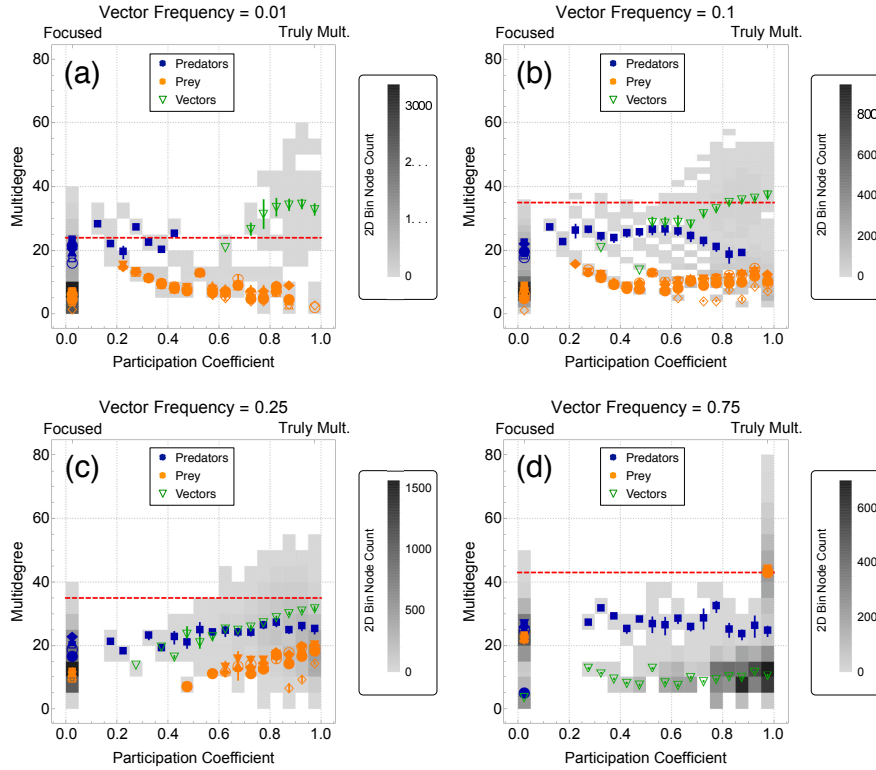 Vector Frequency = 0.01
Focused
Truly Mult.
(a)
Predators
Prey
Vectors
80
60
40
20
0
Multidegree
0.0 0.2 0.4 0.6 0.8 1.0
Participation Coefficient
3000
2. . .
1. . .
0
2D Bin Node Count
Vector Frequency = 0.1
Focused
Truly Mult.
(b)
Predators
Prey
Vectors
80
60
40
20
0
Multidegree
0.0 0.2 0.4 0.6 0.8 1.0
Participation Coefficient
800
600
400
200
0
2D Bin Node Count
Vector Frequency = 0.25
Focused
Truly Mult.
(c)
Predators
Prey
Vectors
80
60
40
20
0
Multidegree
0.0 0.2 0.4 0.6 0.8 1.0
Participation Coefficient
1500
1000
500
0
2D Bin Node Count
Vector Frequency = 0.75
Focused
Truly Mult.
(d)
Predators
Prey
Vectors
80
60
40
20
0
Multidegree
0.0 0.2 0.4 0.6 0.8 1.0
Participation Coefficient
600
400
200
0
2D Bin Node Count